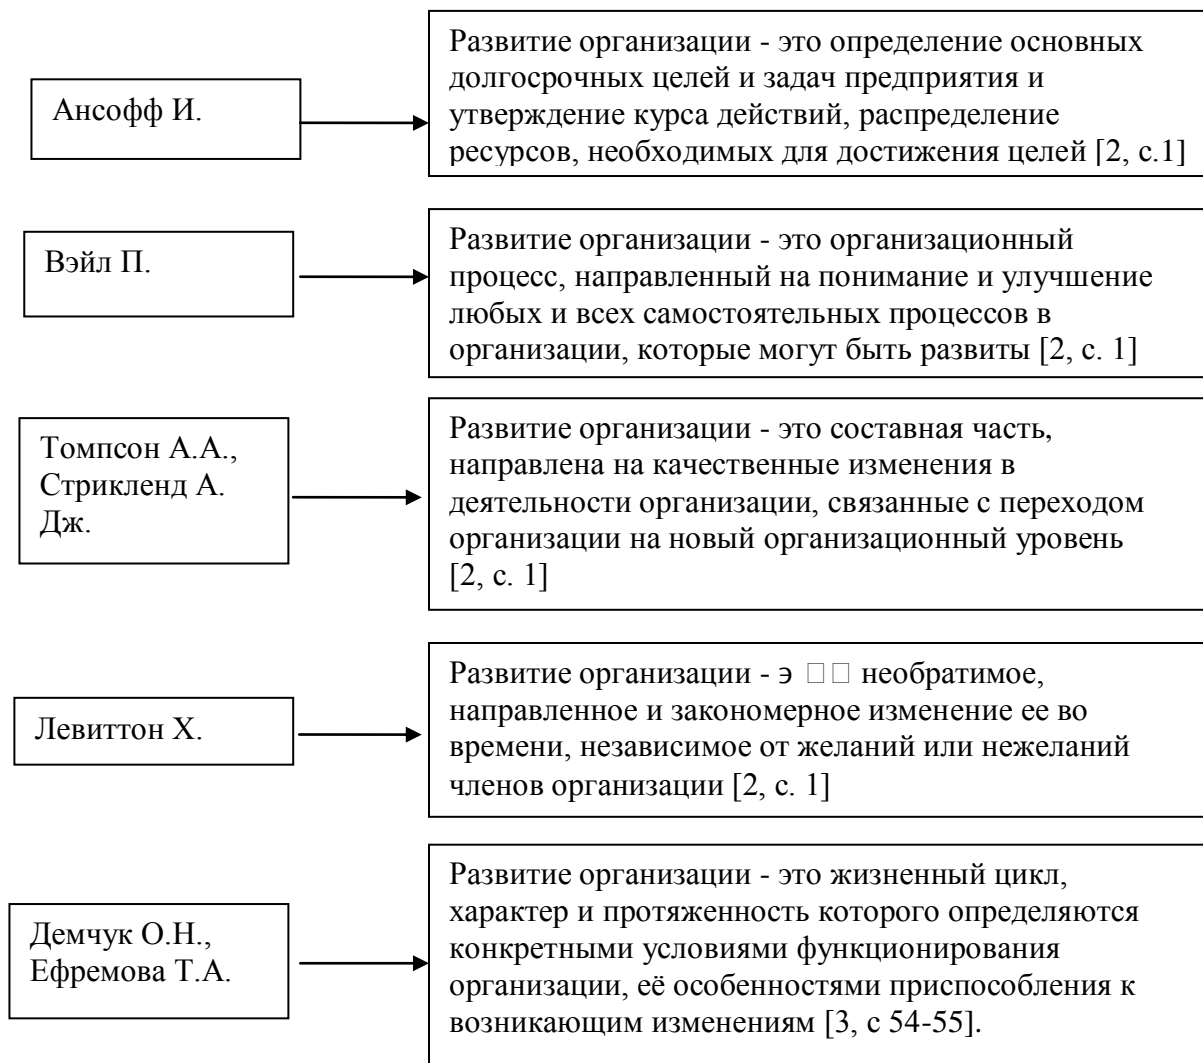 Ансофф И.
Развитие организации - это определение основных
долгосрочных целей и задач предприятия и
утверждение курса действий, распределение
ресурсов, необходимых для достижения целей [2, с.1]
Вэйл П.
Развитие организации - это организационный
процесс, направленный на понимание и улучшение
любых и всех самостоятельных процессов в
организации, которые могут быть развиты [2, с. 1]
Томпсон А.А.,
Стрикленд А.
Дж.
Развитие организации - это составная часть,
направлена на качественные изменения в
деятельности организации, связанные с переходом
организации на новый организационный уровень
[2, с. 1]
Левиттон Х.
Развитие организации - э □□ необратимое,
направленное и закономерное изменение ее во
времени, независимое от желаний или нежеланий
членов организации [2, с. 1]
Демчук О.Н.,
Ефремова Т.А.
Развитие организации - это жизненный цикл,
характер и протяженность которого определяются
конкретными условиями функционирования
организации, её особенностями приспособления к
возникающим изменениям [3, с 54-55].